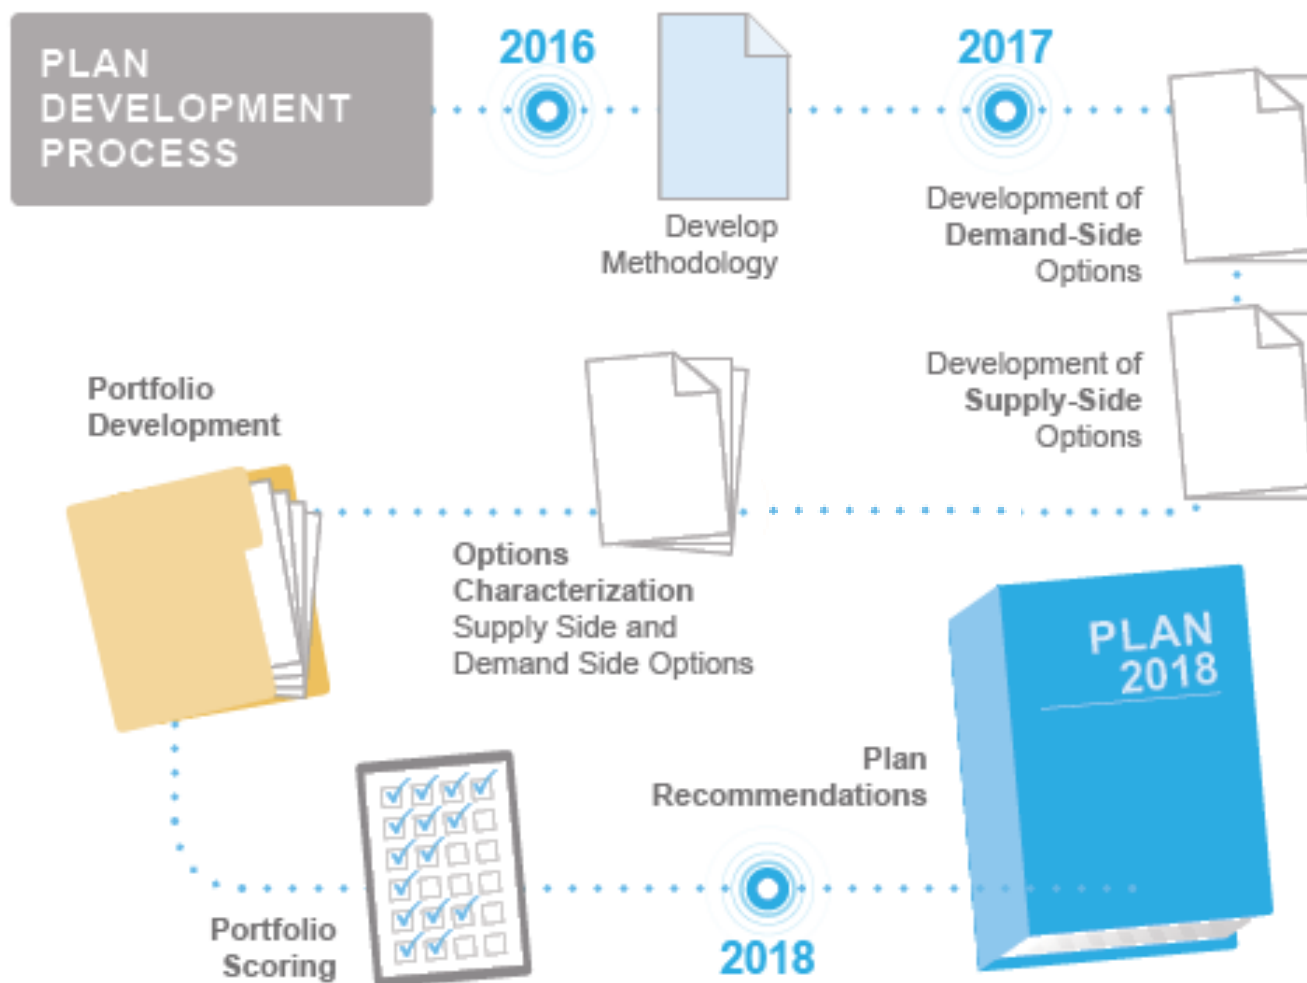 PLAN
DEVELOPMENT
PROCESS
2016
Develop
Methodology
2017
Development of
Demand-Side
Options
Development of
Supply-Side
Options
Options
Characterization
Supply Side and
Demand Side Options
Portfolio
Development
Portfolio
Scoring
2018
Plan
Recommendations
PLAN
2018